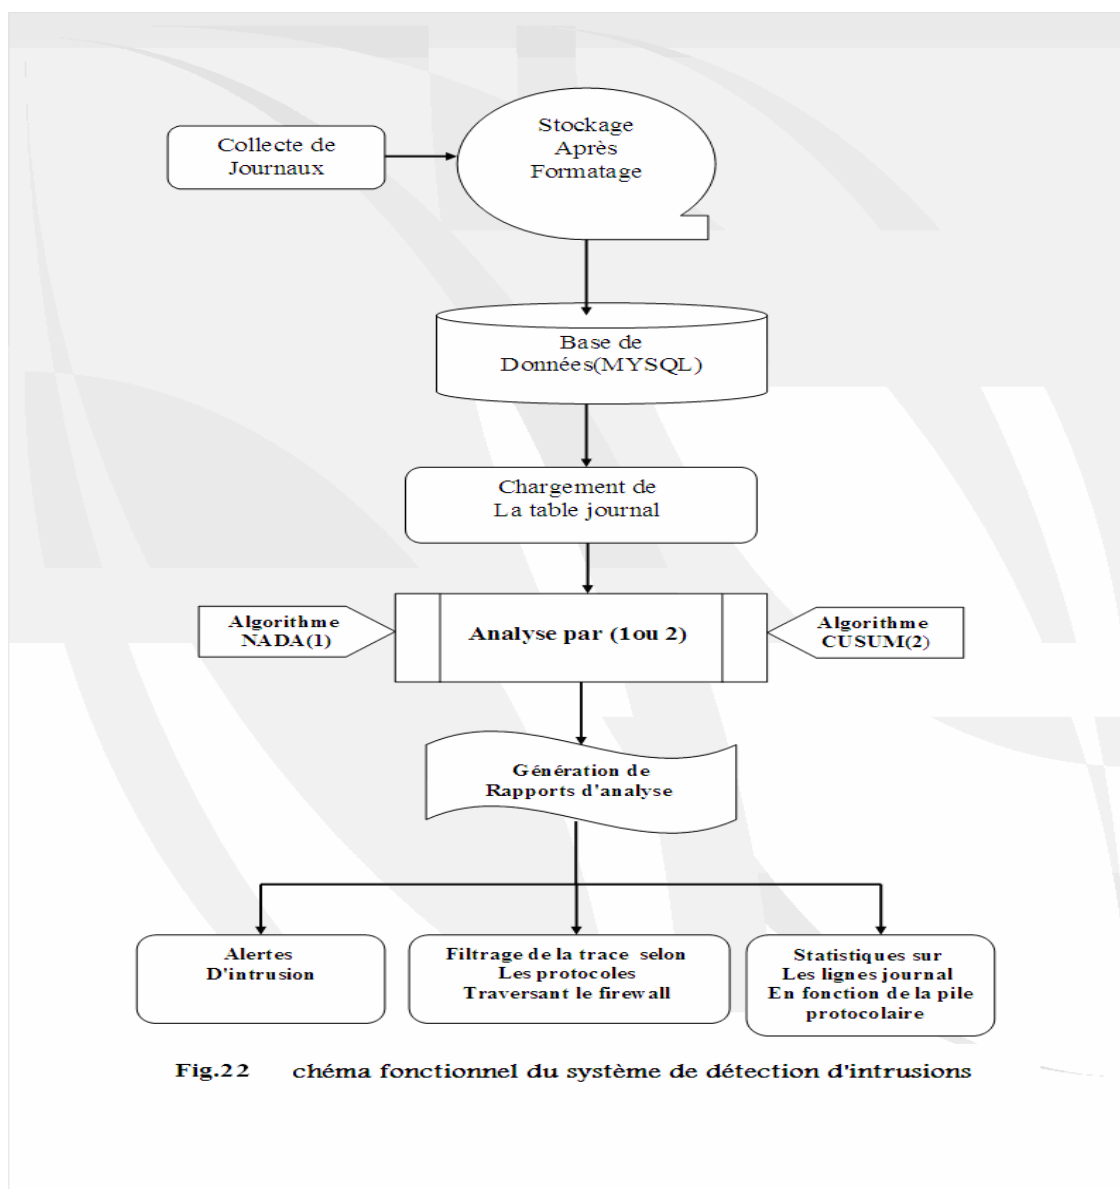 Collecte de
Journaux
Stockage
Après
Formatage
Base de
Données(MYSQL)
Chargement de
La table journal
Algorithme
NADA(1)
Analyse par (1ou 2)
Algorithme
CUSUM(2)
Génération de
Rapports d'analyse
Alertes
D'intrusion
Filtrage de la trace selon
Les protocoles
Traversant le firewall
Statistiques sur
Les lignes journal
En fonction de la pile
protocolaire
Fig.22 chéma fonctionnel du système de détection d'intrusions